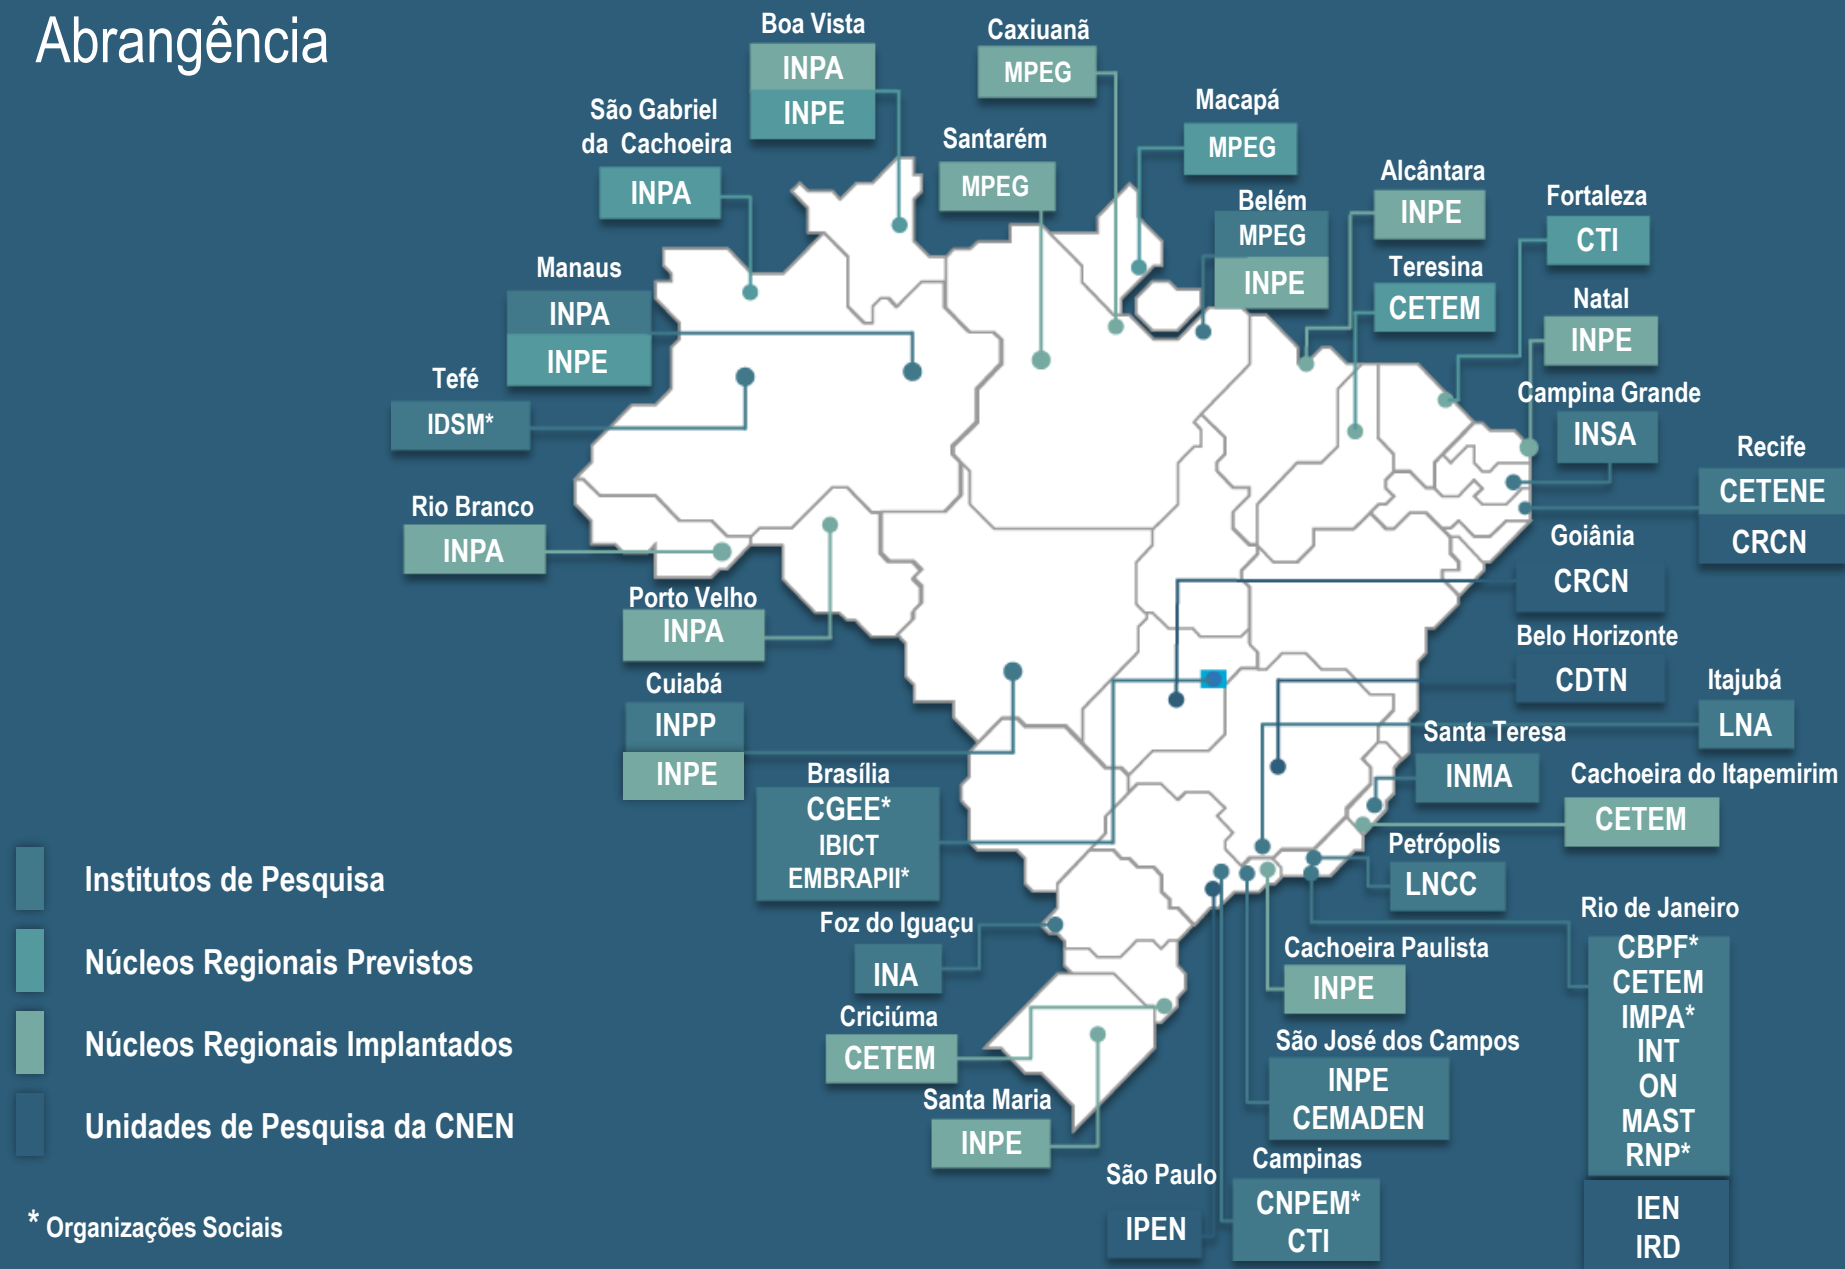 Abrangência
Boa Vista
INPA
INPE
Caxiuanã
MPEG
São Gabriel
da Cachoeira
INPA
Santarém
MPEG
Macapá
MPEG
Belém
MPEG
INPE
Alcântara
INPE
Fortaleza
CTI
Teresina
CETEM
Natal
INPE
Manaus
INPA
INPE
Tefé
IDSM*
Campina Grande
INSA
Recife
CETENE
CRCN
Rio Branco
INPA
Goiânia
CRCN
Porto Velho
INPA
Belo Horizonte
CDTN
Itajubá
LNA
Cuiabá
INPP
INPE
Santa Teresa
INMA
Cachoeira do Itapemirim
CETEM
Brasília
CGEE*
IBICT
EMBRAPII*
Petrópolis
LNCC
Foz do Iguaçu
INA
Rio de Janeiro
CBPF*
CETEM
IMPA*
INT
ON
MAST
RNP*
IEN
IRD
Cachoeira Paulista
INPE
Criciúma
CETEM
São José dos Campos
INPE
CEMADEN
Santa Maria
INPE
Campinas
CNPEM*
CTI
São Paulo
IPEN
Institutos de Pesquisa
Núcleos Regionais Previstos
Núcleos Regionais Implantados
Unidades de Pesquisa da CNEN
* Organizações Sociais